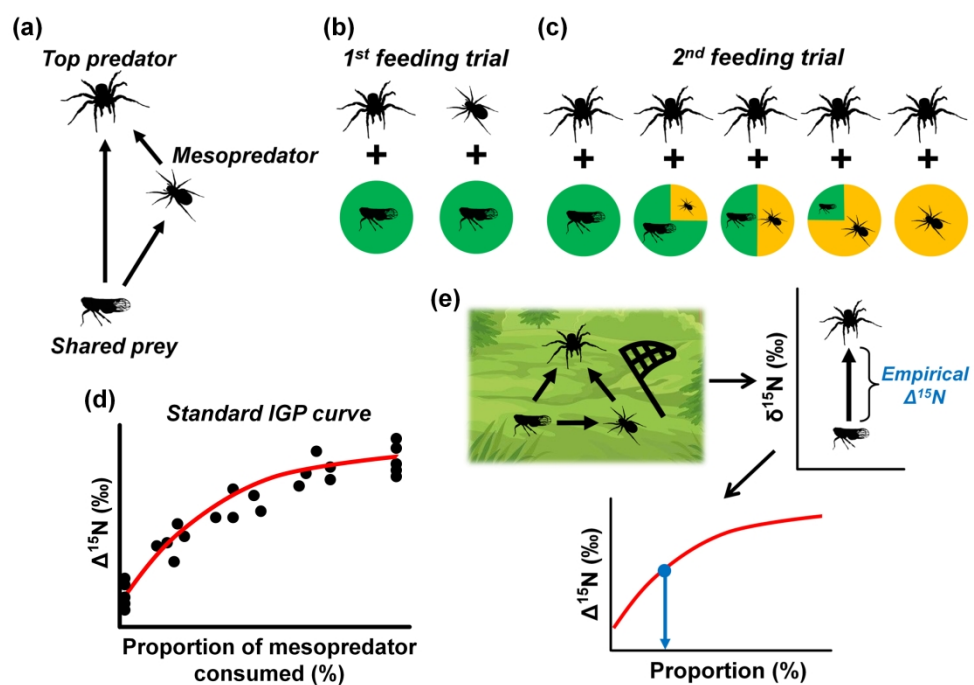 (a)
Top predator
Mesopredator
Shared prey
(b)
1st feeding trial
+
+
(c)
2nd feeding trial
+
+
+
+
+
(d)
Standard IGP curve
Δ15N (‰)
Proportion of mesopredator
consumed (%)
(e)
δ15N (‰)
Empirical
Δ15N
Δ15N (‰)
Proportion (%)